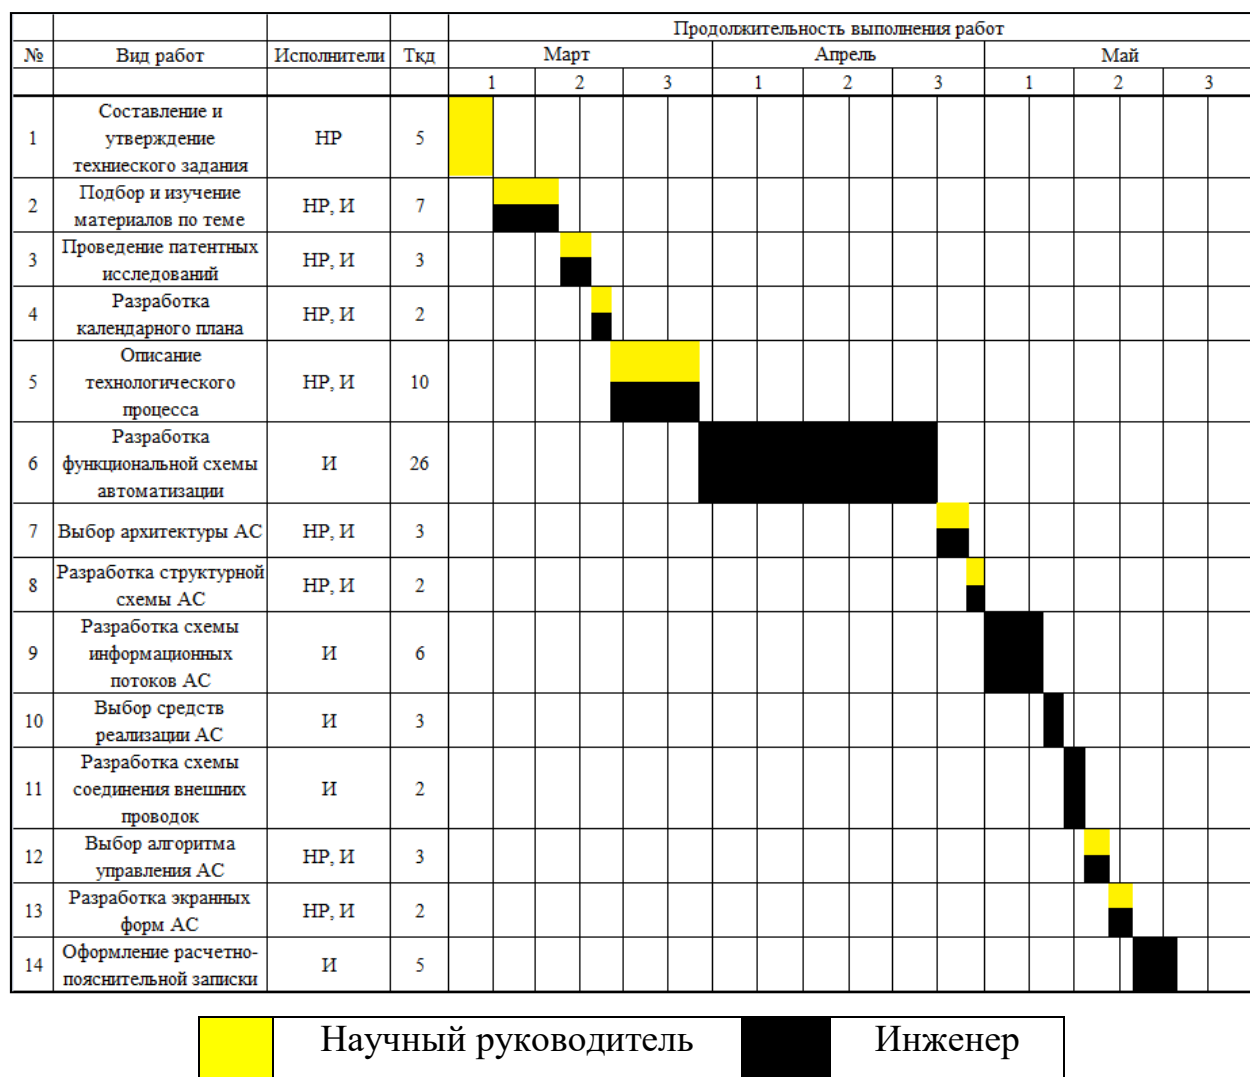 Продолжительность выполнения работ
№ Вид работ Исполнители Ткд Март Апрель Май
1 2 3 1 2 3 1 2 3
Составление и
1 утверждение НР 5
техниеского задания
Подбор и изучение
2 НР, И 7
материалов по теме
Проведение патентных
3 НР, И 3
исследований
Разработка
4 НР, И 2
календарного плана
Описание
5 технологического НР, И 10
процесса
Разработка
6 функциональной схемы И 26
автоматизации
7 Выбор архитектуры АС НР, И 3
Разработка структурной
8 НР, И 2
схемы АС
Разработка схемы
9 информационных И 6
потоков АС
Выбор средств
10 И 3
реализации АС
Разработка схемы
11 соединения внешних И 2
проводок
Выбор алгоритма
12 НР, И 3
управления АС
Разработка экранных
13 НР, И 2
форм АС
Оформление расчетно-
14 И 5
пояснительной записки
Научный руководитель Инженер